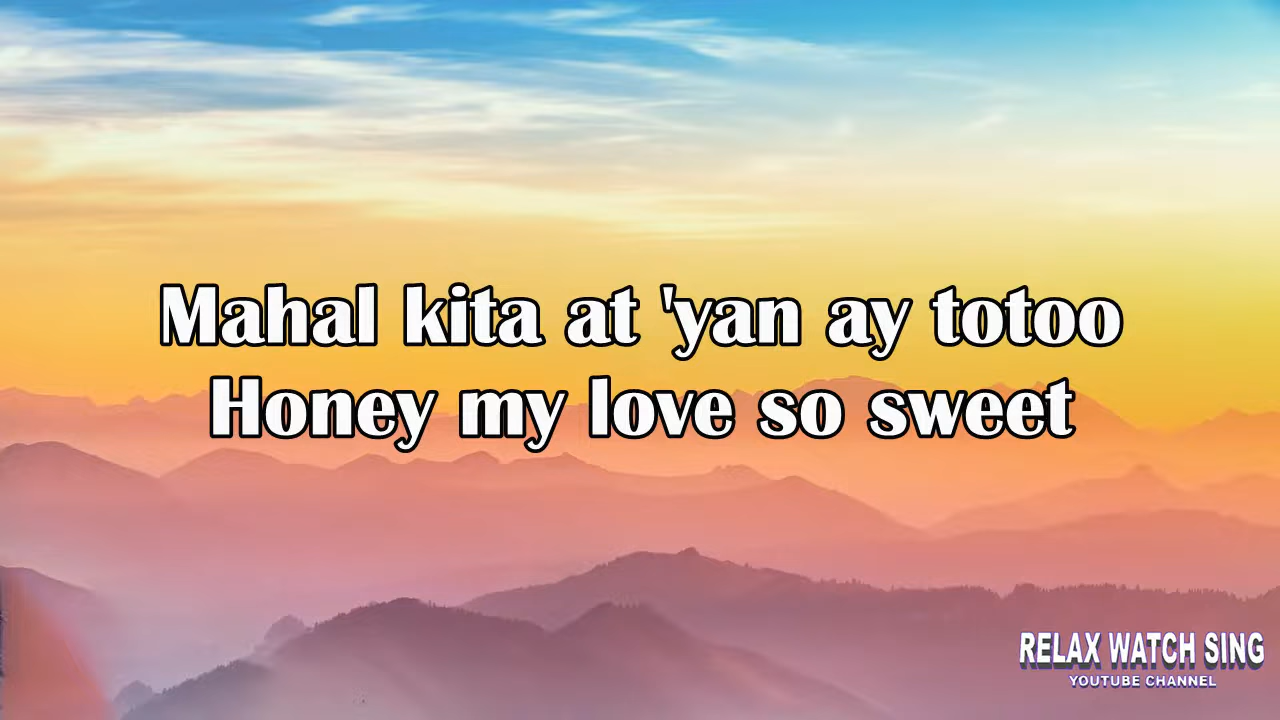 Mahal kita at 'yan ay totoo
Honey my love so sweet
RELAX WATCH SING
YOUTUBE CHANNEL